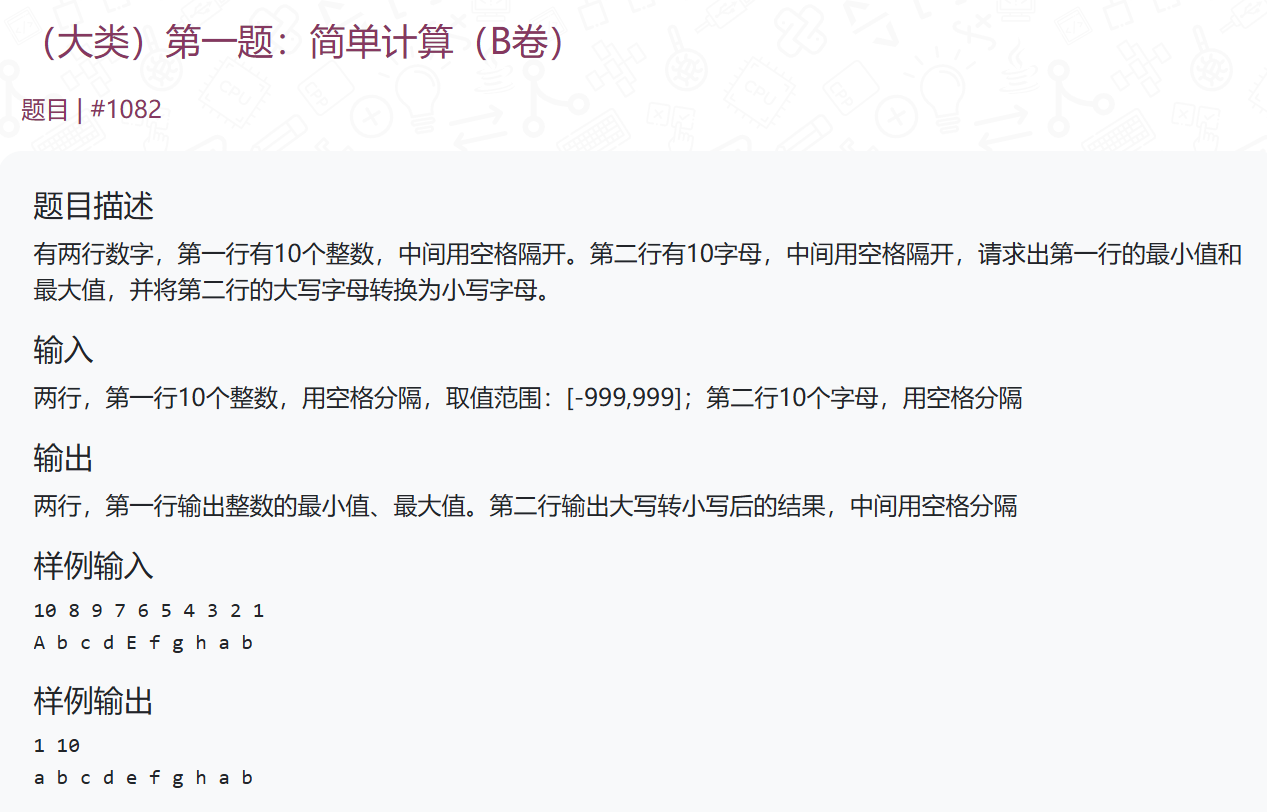 （大类）第一题：简单计算（B卷）
题目 | #1082
题目描述
有两行数字，第一行有10个整数，中间用空格隔开。第二行有10字母，中间用空格隔开，请求出第一行的最小值和
最大值，并将第二行的大写字母转换为小写字母。
输入
两行，第一行10个整数，用空格分隔，取值范围：[-999,999]；第二行10个字母，用空格分隔
输出
两行，第一行输出整数的最小值、最大值。第二行输出大写转小写后的结果，中间用空格分隔
样例输入
10 8 9 7 6 5 4 3 2 1
A b c d E f g h a b
样例输出
1 10
a b c d e f g h a b